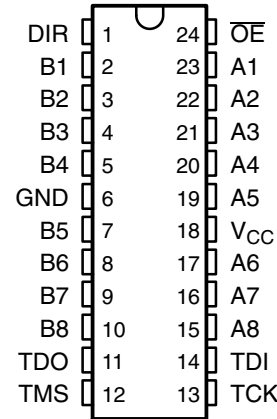 DIR 1 24 OE
B1 2 23 A1
B2 3 22 A2
B3 4 21 A3
B4 5 20 A4
GND 6 19 A5
B5 7 18 VCC
B6 8 17 A6
B7 9 16 A7
B8 10 15 A8
TDO 11 14 TDI
TMS 12 13 TCK